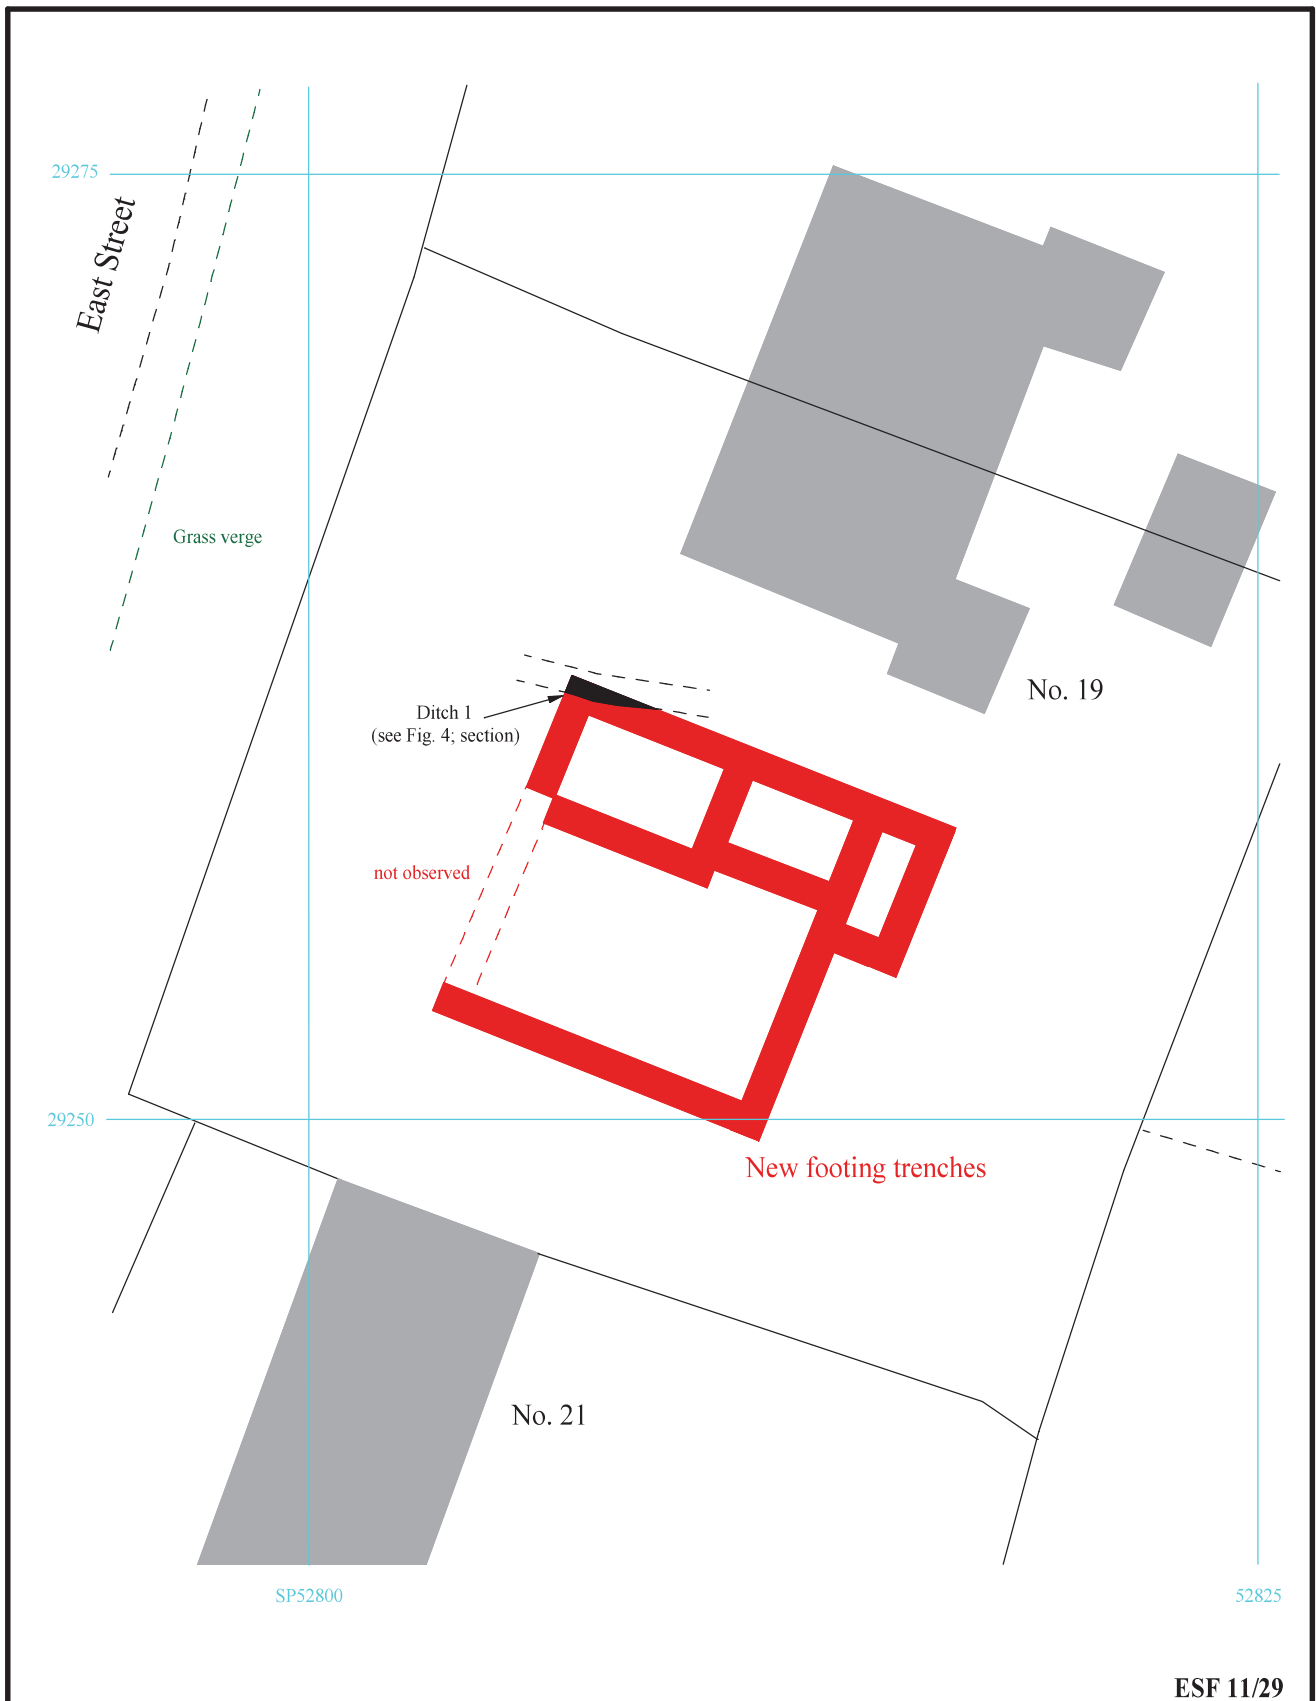 29275
East Street
Grass verge
No. 19
Ditch 1
(see Fig. 4; section)
not observed
29250
New footing trenches
No. 21
SP52800
52825
ESF 11/29